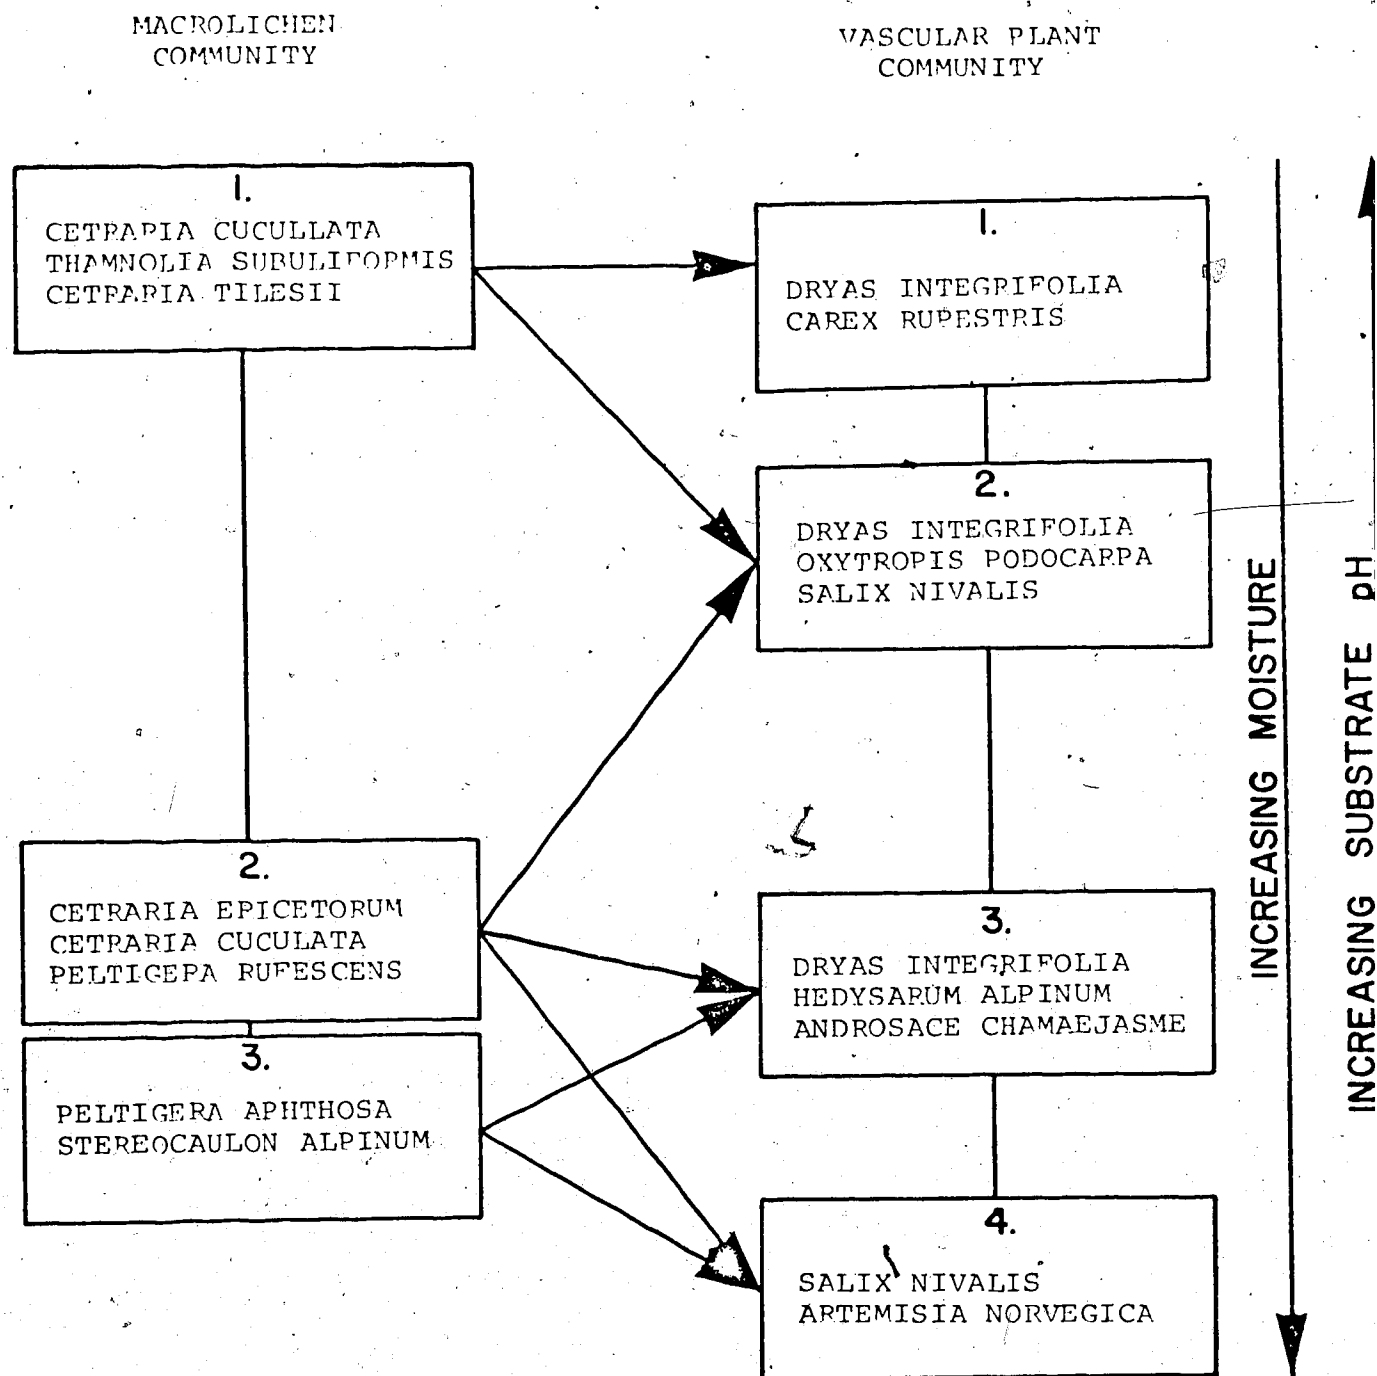 MACROLICHEN
COMMUNITY
VASCULAR PLANT
COMMUNITY
1.
CETRARIA CUCULLATA
THAMNOLIA SUBULIFORMIS
CETRARIA TILESII
1.
DRYAS INTEGRIFOLIA
CAREX RUPESTRIS
2.
DRYAS INTEGRIFOLIA
OXYTROPIS PODOCARPA
SALIX NIVALIS
2.
CETRARIA EPICETORUM
CETRARIA CUCULATA
PELTIGERA RUFESCENS
3.
PELTIGERA APHTHOSA
STEREOCAULON ALPINUM
3.
DRYAS INTEGRIFOLIA
HEDYSARUM ALPINUM
ANDROSACE CHAMAEJASME
4.
SALIX NIVALIS
ARTEMISIA NORVEGICA
INCREASING MOISTURE
INCREASING SUBSTRATE pH